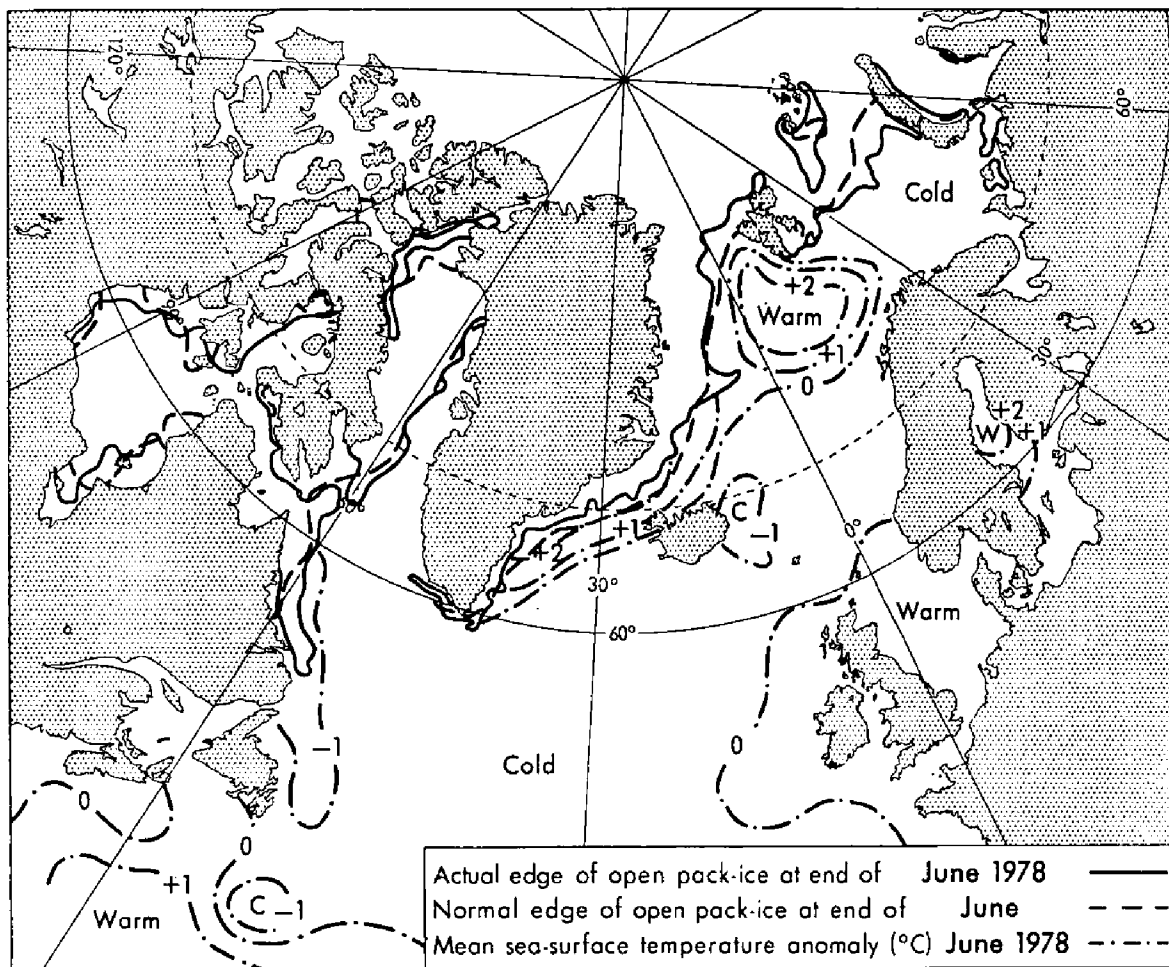 120°
60°
Cold
+2
Warm
+1
0
30°
+2
W
+1
C
-1
+1
+2
30°
0°
60°
Warm
-1
0
Cold
0
0
+1
C
-1
Warm
Actual edge of open pack-ice at end of June 1978
Normal edge of open pack-ice at end of June
Mean sea-surface temperature anomaly (°C) June 1978